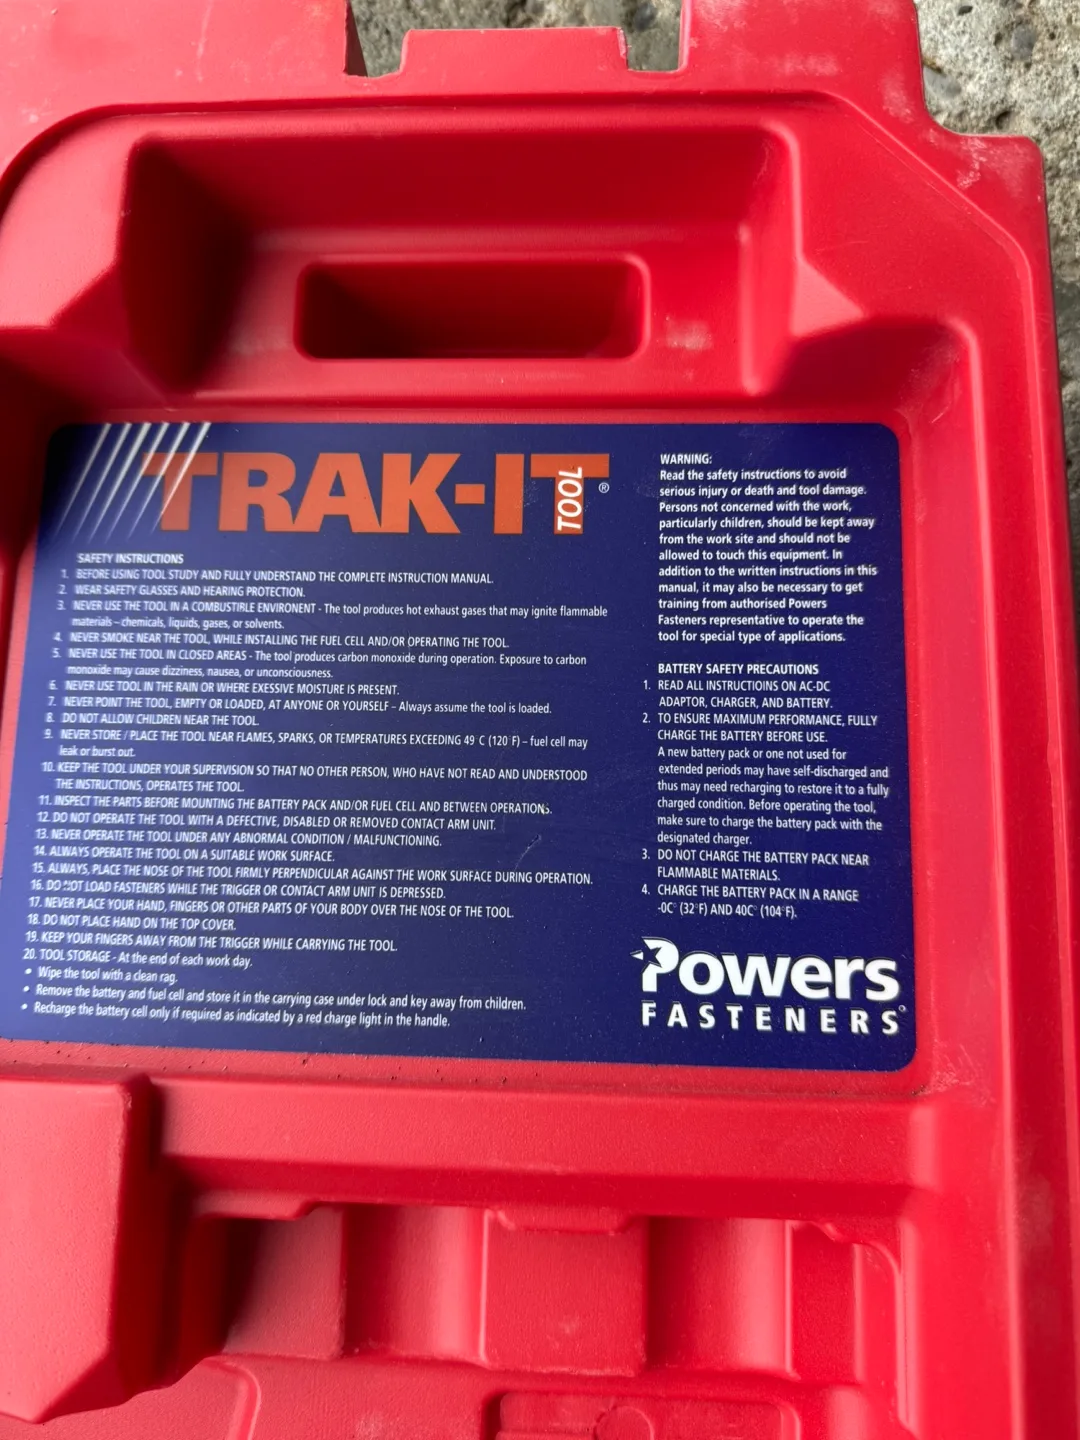 TRAK-IT TOOL®
SAFETY INSTRUCTIONS
1. BEFORE USING TOOL STUDY AND FULLY UNDERSTAND THE COMPLETE INSTRUCTION MANUAL.
2. WEAR SAFETY GLASSES AND HEARING PROTECTION.
3. NEVER USE THE TOOL IN A COMBUSTIBLE ENVIRONENT - The tool produces hot exhaust gases that may ignite flammable
materials – chemicals, liquids, gases, or solvents.
4. NEVER SMOKE NEAR THE TOOL, WHILE INSTALLING THE FUEL CELL AND/OR OPERATING THE TOOL.
5. NEVER USE THE TOOL IN CLOSED AREAS - The tool produces carbon monoxide during operation. Exposure to carbon
monoxide may cause dizziness, nausea, or unconsciousness.
6. NEVER USE TOOL IN THE RAIN OR WHERE EXESSIVE MOISTURE IS PRESENT.
7. NEVER POINT THE TOOL, EMPTY OR LOADED, AT ANYONE OR YOURSELF – Always assume the tool is loaded.
8. DO NOT ALLOW CHILDREN NEAR THE TOOL.
9. NEVER STORE / PLACE THE TOOL NEAR FLAMES, SPARKS, OR TEMPERATURES EXCEEDING 49°C (120°F) – fuel cell may
leak or burst out.
10. KEEP THE TOOL UNDER YOUR SUPERVISION SO THAT NO OTHER PERSON, WHO HAVE NOT READ AND UNDERSTOOD
THE INSTRUCTIONS, OPERATES THE TOOL.
11. INSPECT THE PARTS BEFORE MOUNTING THE BATTERY PACK AND/OR FUEL CELL AND BETWEEN OPERATIONS.
12. DO NOT OPERATE THE TOOL WITH A DEFECTIVE, DISABLED OR REMOVED CONTACT ARM UNIT.
13. NEVER OPERATE THE TOOL UNDER ANY ABNORMAL CONDITION / MALFUNCTIONING.
14. ALWAYS OPERATE THE TOOL ON A SUITABLE WORK SURFACE.
15. ALWAYS, PLACE THE NOSE OF THE TOOL FIRMLY PERPENDICULAR AGAINST THE WORK SURFACE DURING OPERATION.
16. DO NOT LOAD FASTENERS WHILE THE TRIGGER OR CONTACT ARM UNIT IS DEPRESSED.
17. NEVER PLACE YOUR HAND, FINGERS OR OTHER PARTS OF YOUR BODY OVER THE NOSE OF THE TOOL.
18. DO NOT PLACE HAND ON THE TOP COVER.
19. KEEP YOUR FINGERS AWAY FROM THE TRIGGER WHILE CARRYING THE TOOL.
20. TOOL STORAGE - At the end of each work day.
• Wipe the tool with a clean rag.
• Remove the battery and fuel cell and store it in the carrying case under lock and key away from children.
• Recharge the battery cell only if required as indicated by a red charge light in the handle.
WARNING:
Read the safety instructions to avoid
serious injury or death and tool damage.
Persons not concerned with the work,
particularly children, should be kept away
from the work site and should not be
allowed to touch this equipment. In
addition to the written instructions in this
manual, it may also be necessary to get
training from authorised Powers
Fasteners representative to operate the
tool for special type of applications.
BATTERY SAFETY PRECAUTIONS
1. READ ALL INSTRUCTIOINS ON AC-DC
ADAPTOR, CHARGER, AND BATTERY.
2. TO ENSURE MAXIMUM PERFORMANCE, FULLY
CHARGE THE BATTERY BEFORE USE.
A new battery pack or one not used for
extended periods may have self-discharged and
thus may need recharging to restore it to a fully
charged condition. Before operating the tool,
make sure to charge the battery pack with the
designated charger.
3. DO NOT CHARGE THE BATTERY PACK NEAR
FLAMMABLE MATERIALS.
4. CHARGE THE BATTERY PACK IN A RANGE
-0C° (32°F) AND 40C° (104°F).
Powers
FASTENERS